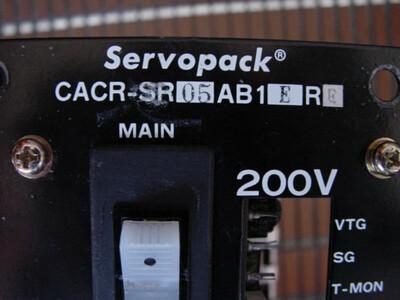 Servopack®
CACR-SR05AB1ERE
MAIN
200V
VTG
SG
T-MON